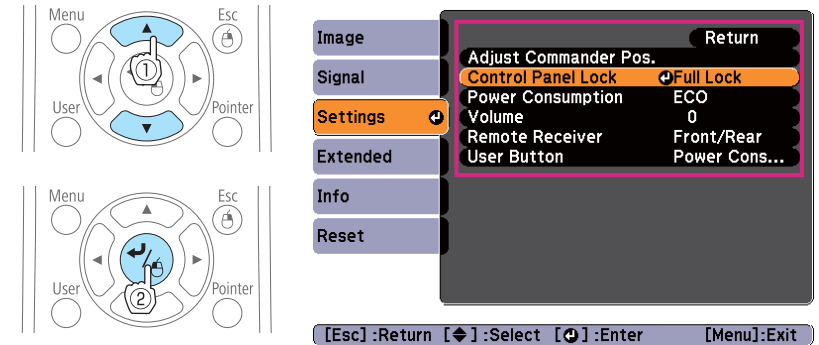 Menu
Esc
①
User
Pointer
Menu
Esc
User
Pointer
②
Image
Signal
Settings
Extended
Info
Reset
Return
Adjust Commander Pos.
Control Panel Lock Full Lock
Power Consumption ECO
Volume 0
Remote Receiver Front/Rear
User Button Power Cons...
[Esc] :Return [◆] :Select [⏎] :Enter [Menu]:Exit